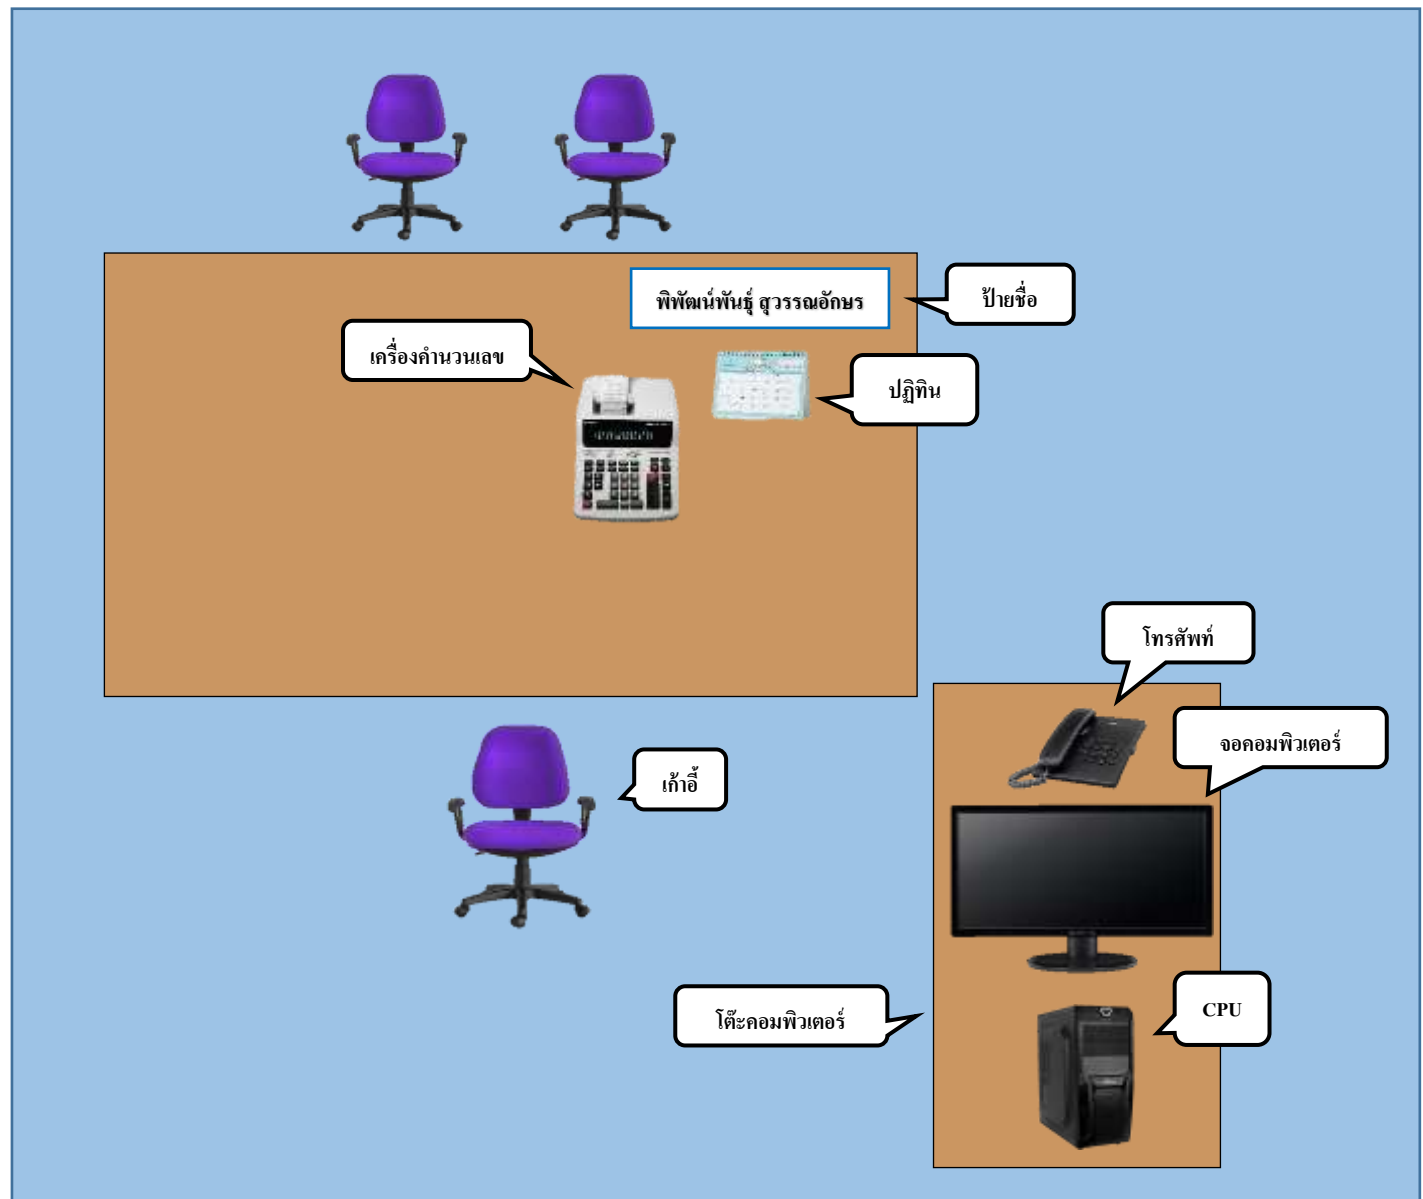 พิพัฒน์พันธุ์ สุวรรณอักษร
ป้ายชื่อ
เครื่องคำนวนเลข
ปฏิทิน
โทรศัพท์
จอคอมพิวเตอร์
เก้าอี้
โต๊ะคอมพิวเตอร์
CPU